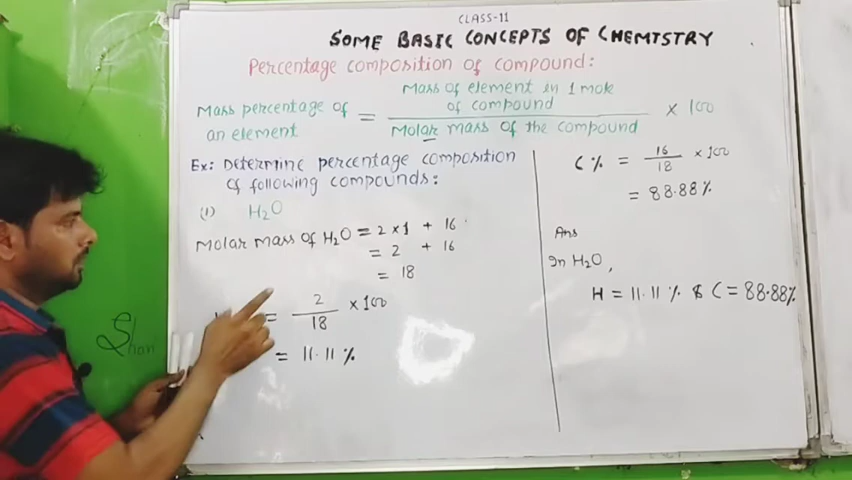 CLASS-11
SOME BASIC CONCEPTS OF CHEMISTRY
Percentage composition of compound:
Mass percentage of an element = Mass of element in 1 mole of compound / Molar mass of the compound × 100
Ex: Determine percentage composition
of following compounds:
(1) H₂O
Molar mass of H₂O = 2×1 + 16
= 2 + 16
= 18
= 2/18 × 100
= 11.11 %
C % = 16/18 × 100
= 88.88%
Ans
In H₂O,
H = 11.11 % & C = 88.88%
Shan